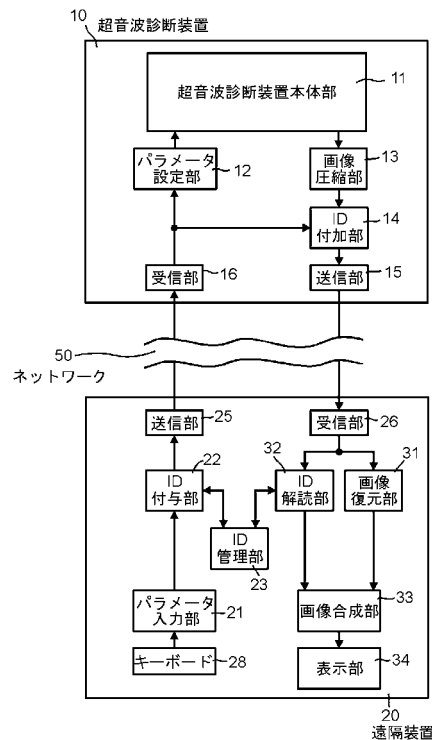 10
超音波診断装置
超音波診断装置本体部
11
パラメータ
設定部
12
画像
圧縮部
13
ID
付加部
14
受信部
16
送信部
15
50
ネットワーク
送信部
25
受信部
26
ID
付与部
22
ID
管理部
23
32
ID
解読部
31
画像
復元部
パラメータ
入力部
21
画像合成部
33
キーボード
28
表示部
34
20
遠隔装置